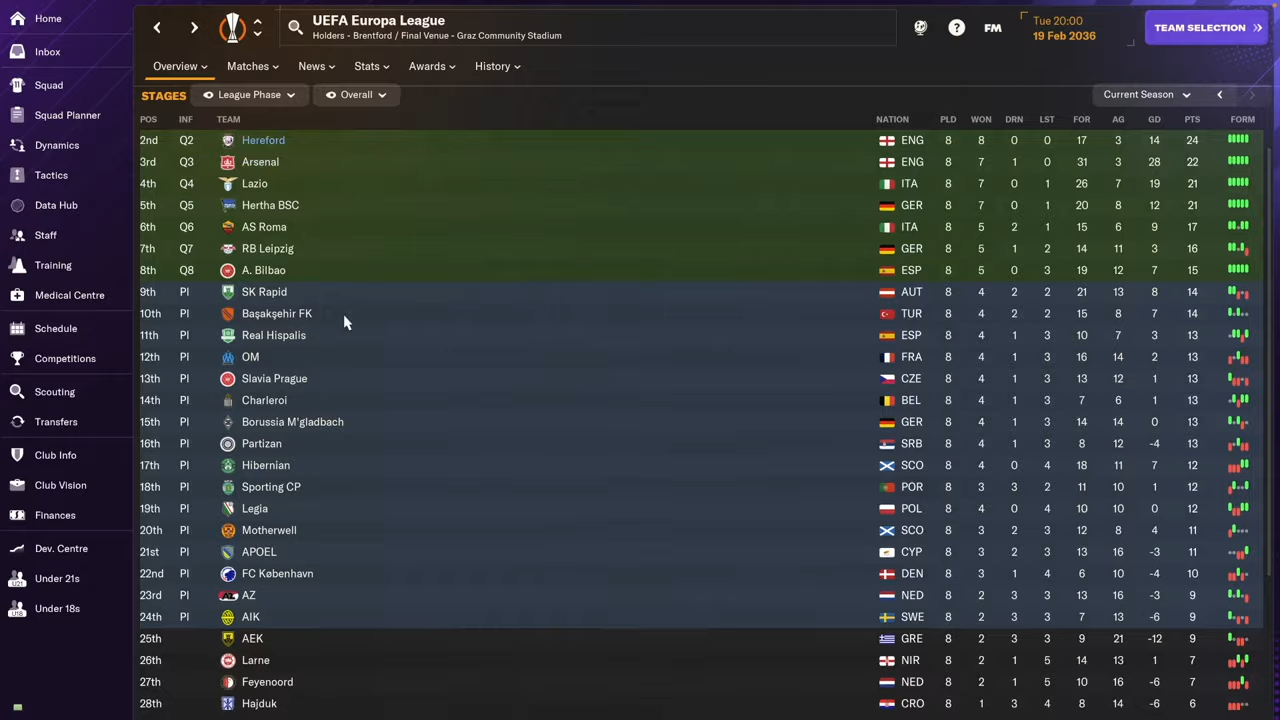 Home
Inbox
Squad
Squad Planner
Dynamics
Tactics
Data Hub
Staff
Training
Medical Centre
Schedule
Competitions
Scouting
Transfers
Club Info
Club Vision
Finances
Dev. Centre
U21 Under 21s
U18 Under 18s
UEFA Europa League
Holders - Brentford / Final Venue - Graz Community Stadium
? FM
Tue 20:00
19 Feb 2036
TEAM SELECTION
Overview Matches News Stats Awards History
STAGES League Phase Overall Current Season
POS INF TEAM NATION PLD WON DRN LST FOR AG GD PTS FORM
2nd Q2 Hereford ENG 8 8 0 0 17 3 14 24
3rd Q3 Arsenal ENG 8 7 1 0 31 3 28 22
4th Q4 Lazio ITA 8 7 0 1 26 7 19 21
5th Q5 Hertha BSC GER 8 7 0 1 20 8 12 21
6th Q6 AS Roma ITA 8 5 2 1 15 6 9 17
7th Q7 RB Leipzig GER 8 5 1 2 14 11 3 16
8th Q8 A. Bilbao ESP 8 5 0 3 19 12 7 15
9th Pl SK Rapid AUT 8 4 2 2 21 13 8 14
10th Pl Başakşehir FK TUR 8 4 2 2 15 8 7 14
11th Pl Real Hispalis ESP 8 4 1 3 10 7 3 13
12th Pl OM FRA 8 4 1 3 16 14 2 13
13th Pl Slavia Prague CZE 8 4 1 3 13 12 1 13
14th Pl Charleroi BEL 8 4 1 3 7 6 1 13
15th Pl Borussia M'gladbach GER 8 4 1 3 14 14 0 13
16th Pl Partizan SRB 8 4 1 3 8 12 -4 13
17th Pl Hibernian SCO 8 4 0 4 18 11 7 12
18th Pl Sporting CP POR 8 3 3 2 11 10 1 12
19th Pl Legia POL 8 4 0 4 10 10 0 12
20th Pl Motherwell SCO 8 3 2 3 12 8 4 11
21st Pl APOEL CYP 8 3 2 3 13 16 -3 11
22nd Pl FC København DEN 8 3 1 4 6 10 -4 10
23rd Pl AZ NED 8 2 3 3 13 16 -3 9
24th Pl AIK SWE 8 2 3 3 7 13 -6 9
25th AEK GRE 8 2 3 3 9 21 -12 9
26th Larne NIR 8 2 1 5 14 13 1 7
27th Feyenoord NED 8 2 1 5 10 16 -6 7
28th Hajduk CRO 8 1 3 4 8 14 -6 6